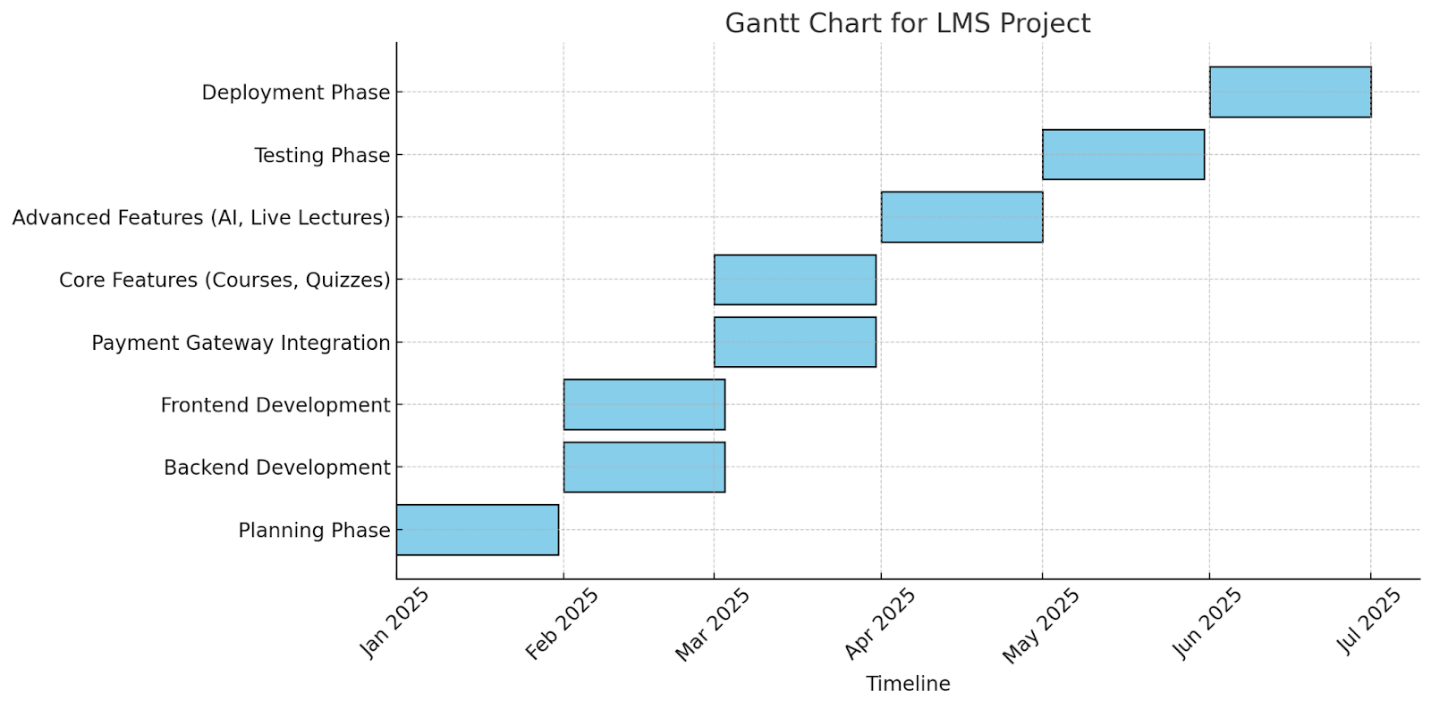 Gantt Chart for LMS Project
Deployment Phase
Testing Phase
Advanced Features (AI, Live Lectures)
Core Features (Courses, Quizzes)
Payment Gateway Integration
Frontend Development
Backend Development
Planning Phase
Jan 2025
Feb 2025
Mar 2025
Apr 2025
May 2025
Jun 2025
Jul 2025
Timeline